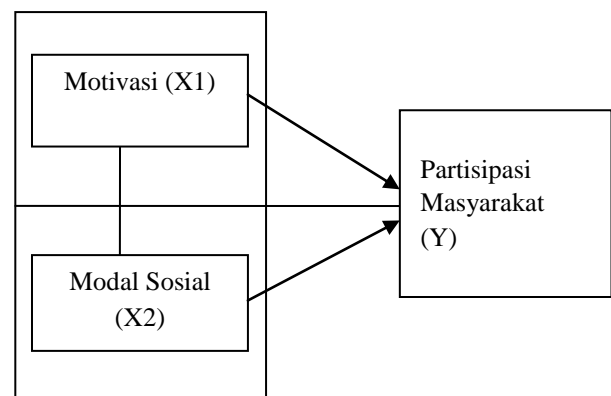 Motivasi (X1)
Partisipasi
Masyarakat
(Y)
Modal Sosial
(X2)